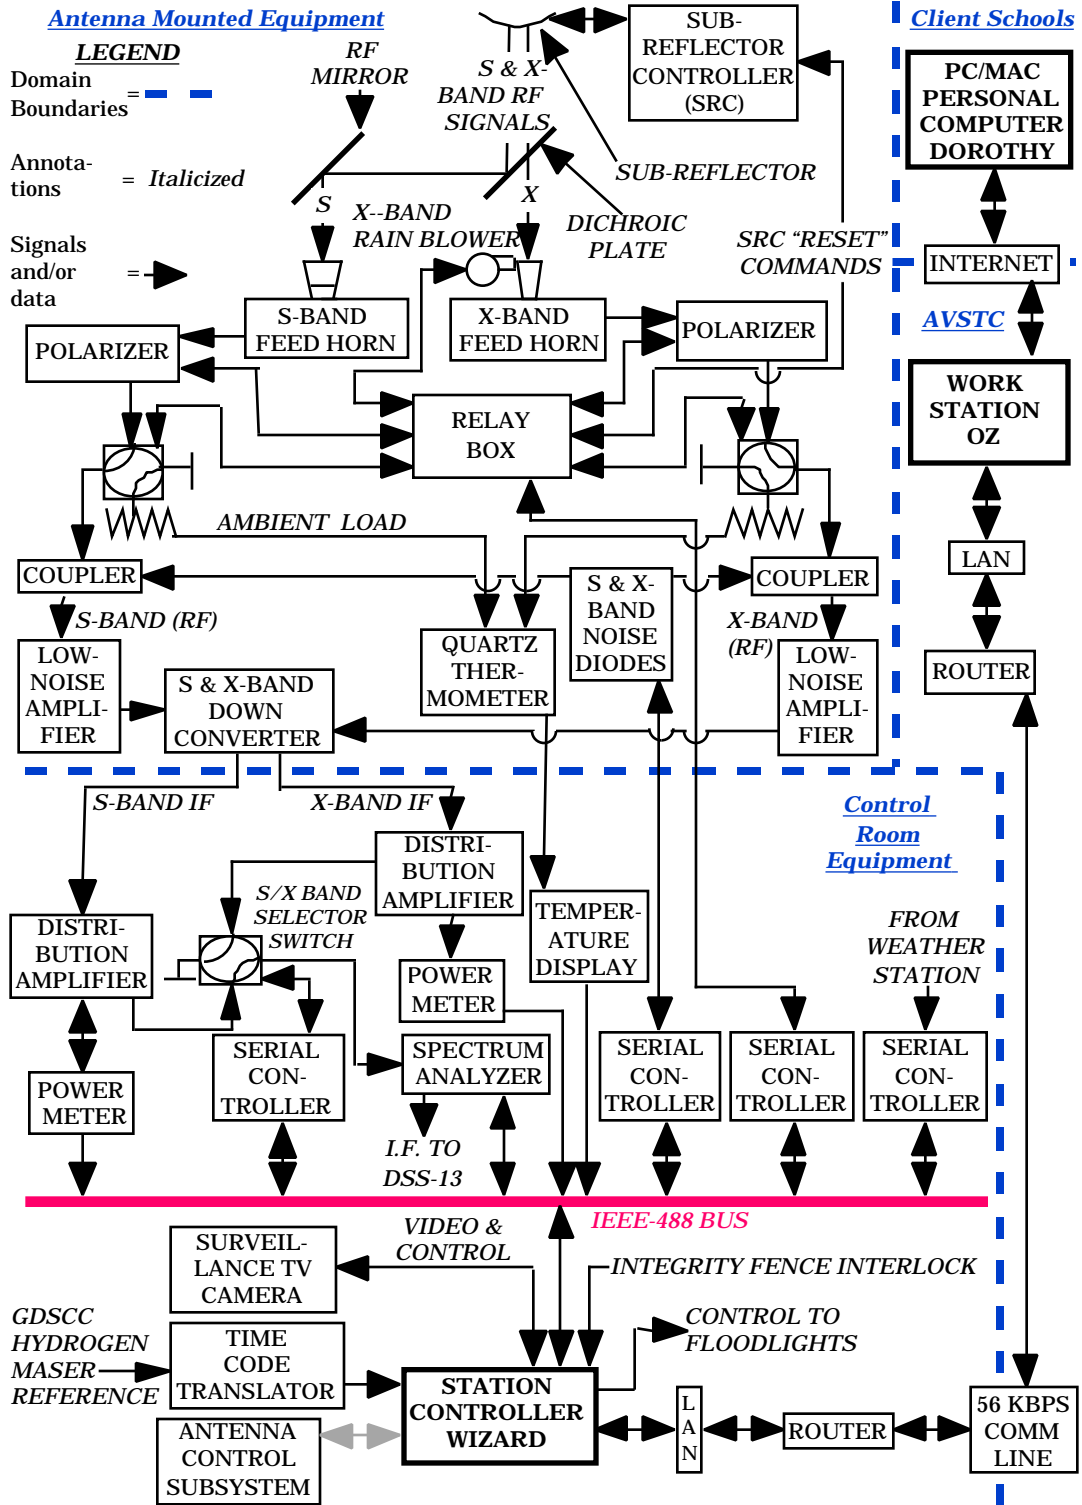 Antenna Mounted Equipment
LEGEND
Domain
Boundaries =
Annota-
tions = Italicized
Signals
and/or =
data
RF
MIRROR
S & X-
BAND RF
SIGNALS
SUB-
REFLECTOR
CONTROLLER
(SRC)
SUB-REFLECTOR
DICHROIC
PLATE
S
X
X--BAND
RAIN BLOWER
SRC “RESET”
COMMANDS
Client Schools
PC/MAC
PERSONAL
COMPUTER
DOROTHY
INTERNET
AVSTC
WORK
STATION
OZ
LAN
ROUTER
S-BAND
FEED HORN
X-BAND
FEED HORN
POLARIZER
POLARIZER
RELAY
BOX
AMBIENT LOAD
COUPLER
COUPLER
S-BAND (RF)
X-BAND
(RF)
S & X-
BAND
NOISE
DIODES
QUARTZ
THER-
MOMETER
LOW-
NOISE
AMPLI-
FIER
S & X-BAND
DOWN
CONVERTER
LOW-
NOISE
AMPLI-
FIER
S-BAND IF
X-BAND IF
Control
Room
Equipment
DISTRI-
BUTION
AMPLIFIER
S/X BAND
SELECTOR
SWITCH
DISTRI-
BUTION
AMPLIFIER
TEMPER-
ATURE
DISPLAY
FROM
WEATHER
STATION
POWER
METER
POWER
METER
SERIAL
CON-
TROLLER
SPECTRUM
ANALYZER
SERIAL
CON-
TROLLER
SERIAL
CON-
TROLLER
SERIAL
CON-
TROLLER
I.F. TO
DSS-13
IEEE-488 BUS
VIDEO &
CONTROL
SURVEIL-
LANCE TV
CAMERA
INTEGRITY FENCE INTERLOCK
GDSCC
HYDROGEN
MASER
REFERENCE
TIME
CODE
TRANSLATOR
CONTROL TO
FLOODLIGHTS
STATION
CONTROLLER
WIZARD
ANTENNA
CONTROL
SUBSYSTEM
L
A
N
ROUTER
56 KBPS
COMM
LINE